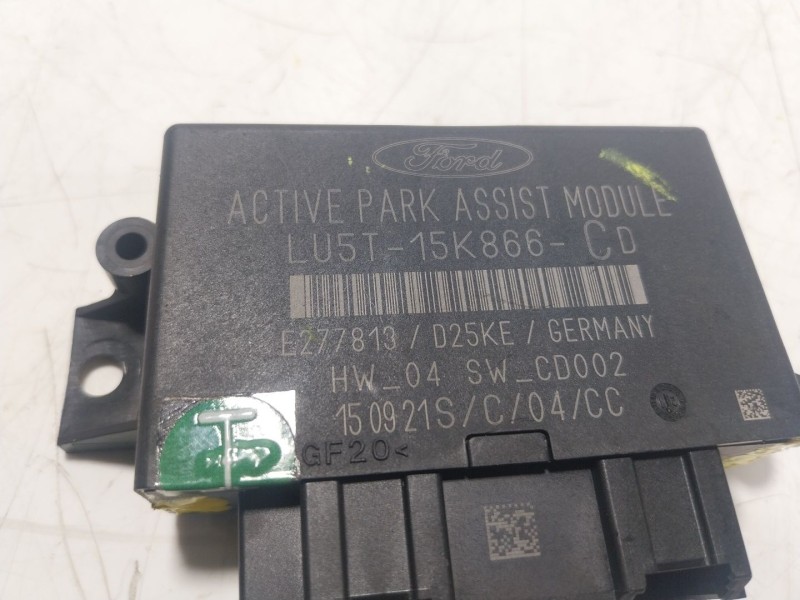 Ford
ACTIVE PARK ASSIST MODULE
LU5T-15K866-CD
E277813 / D25KE / GERMANY
HW_04 SW_CD002
150921S/C/04/CC
GF20<